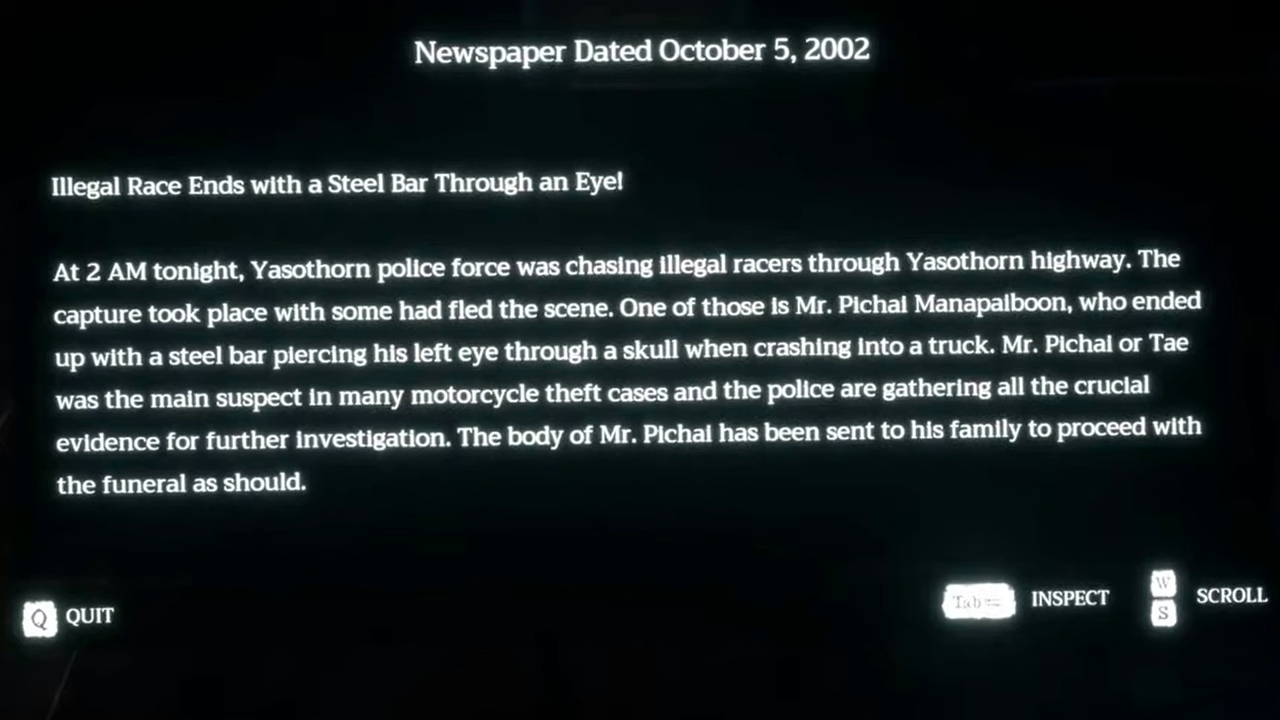 Newspaper Dated October 5, 2002
Illegal Race Ends with a Steel Bar Through an Eye!
At 2 AM tonight, Yasothorn police force was chasing illegal racers through Yasothorn highway. The
capture took place with some had fled the scene. One of those is Mr. Pichai Manapaiboon, who ended
up with a steel bar piercing his left eye through a skull when crashing into a truck. Mr. Pichai or Tae
was the main suspect in many motorcycle theft cases and the police are gathering all the crucial
evidence for further investigation. The body of Mr. Pichai has been sent to his family to proceed with
the funeral as should.
Q QUIT
Tab INSPECT
W
S
SCROLL